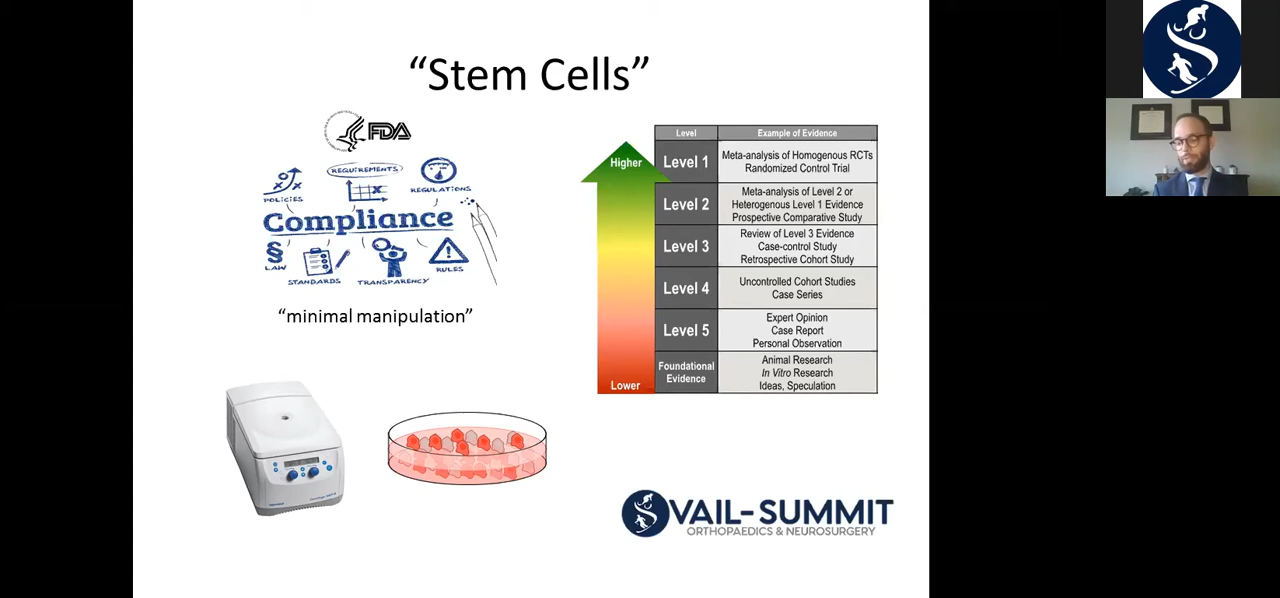 “Stem Cells”
FDA
REQUIREMENTS
POLICIES
REGULATIONS
Compliance
LAW
STANDARDS
TRANSPARENCY
RULES
“minimal manipulation”
Higher
Lower
Level
Example of Evidence
Level 1
Meta-analysis of Homogenous RCTs
Randomized Control Trial
Level 2
Meta-analysis of Level 2 or
Heterogenous Level 1 Evidence
Prospective Comparative Study
Level 3
Review of Level 3 Evidence
Case-control Study
Retrospective Cohort Study
Level 4
Uncontrolled Cohort Studies
Case Series
Level 5
Expert Opinion
Case Report
Personal Observation
Foundational
Evidence
Animal Research
In Vitro Research
Ideas, Speculation
VAIL-SUMMIT
ORTHOPAEDICS & NEUROSURGERY